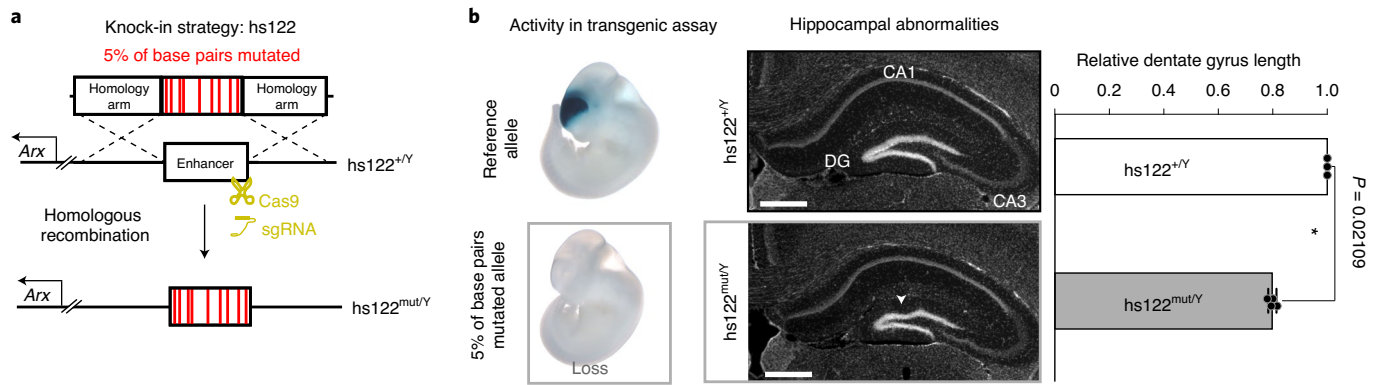 a
Knock-in strategy: hs122
5% of base pairs mutated
Homology
arm
Homology
arm
Arx
Enhancer
hs122+/Y
Cas9
sgRNA
Homologous
recombination
Arx
hs122mut/Y
b
Activity in transgenic assay
Hippocampal abnormalities
Reference
allele
5% of base pairs
mutated allele
Loss
hs122+/Y
CA1
DG
CA3
hs122mut/Y
Relative dentate gyrus length
0
0.2
0.4
0.6
0.8
1.0
hs122+/Y
hs122mut/Y
*
P = 0.02109